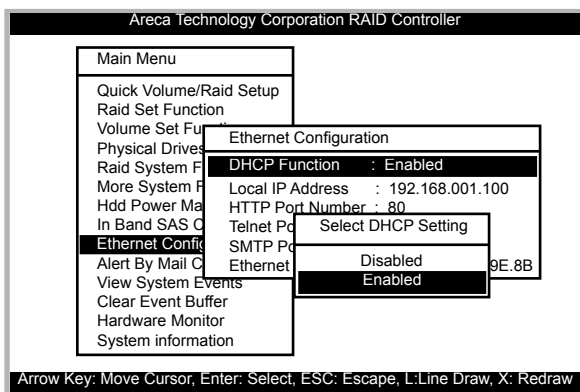 Areca Technology Corporation RAID Controller
Main Menu
Quick Volume/Raid Setup
Raid Set Function
Volume Set Fu
Physical Drives
Raid System F
More System F
Hdd Power Ma
In Band SAS C
Ethernet Config
Alert By Mail C
View System Events
Clear Event Buffer
Hardware Monitor
System information
Ethernet Configuration
DHCP Function : Enabled
Local IP Address : 192.168.001.100
HTTP Port Number : 80
Telnet Po
SMTP Po
Ethernet 9E.8B
Select DHCP Setting
Disabled
Enabled
Arrow Key: Move Cursor, Enter: Select, ESC: Escape, L:Line Draw, X: Redraw